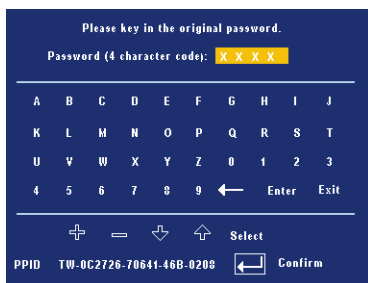 Please key in the original password.
Password (4 character code): X X X X
A B C D E F G H I J
K L M N O P Q R S T
U V W X Y Z 0 1 2 3
4 5 6 7 8 9 ← Enter Exit
+ − Select
PPID TW-0C2726-70641-46B-0208 Confirm